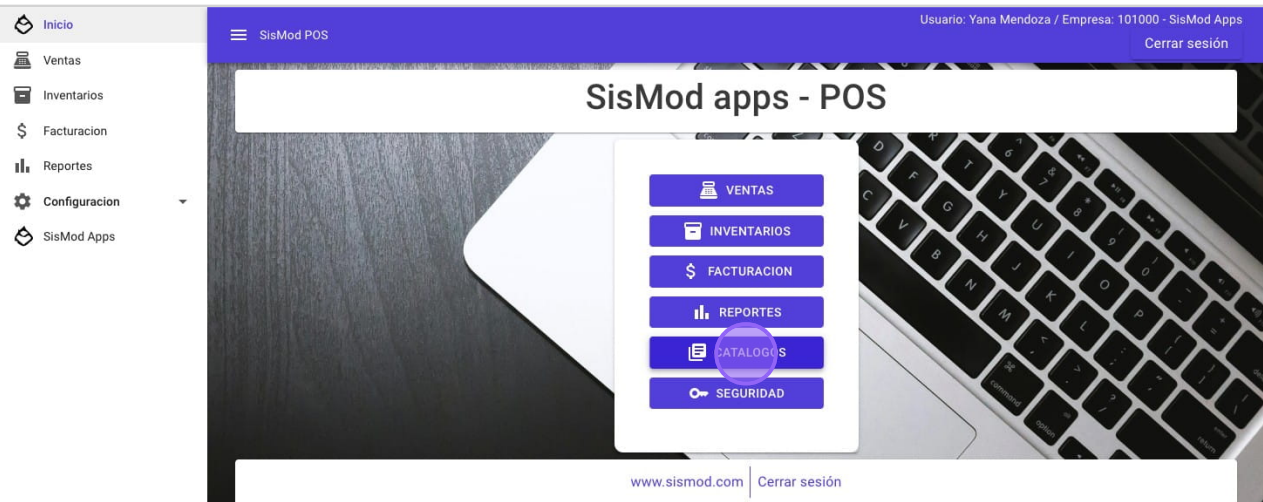 Inicio
Ventas
Inventarios
Facturacion
Reportes
Configuracion
SisMod Apps
SisMod POS
Usuario: Yana Mendoza / Empresa: 101000 - SisMod Apps
Cerrar sesión
SisMod apps - POS
VENTAS
INVENTARIOS
FACTURACION
REPORTES
CATALOGOS
SEGURIDAD
www.sismod.com Cerrar sesión